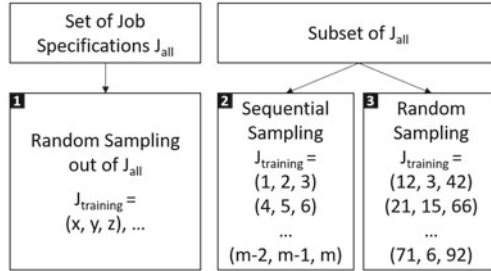 Set of Job
Specifications J_all
Subset of J_all
1
Random Sampling
out of J_all
J_training =
(x, y, z), ...
2
Sequential
Sampling
J_training =
(1, 2, 3)
(4, 5, 6)
...
(m-2, m-1, m)
3
Random
Sampling
J_training =
(12, 3, 42)
(21, 15, 66)
...
(71, 6, 92)